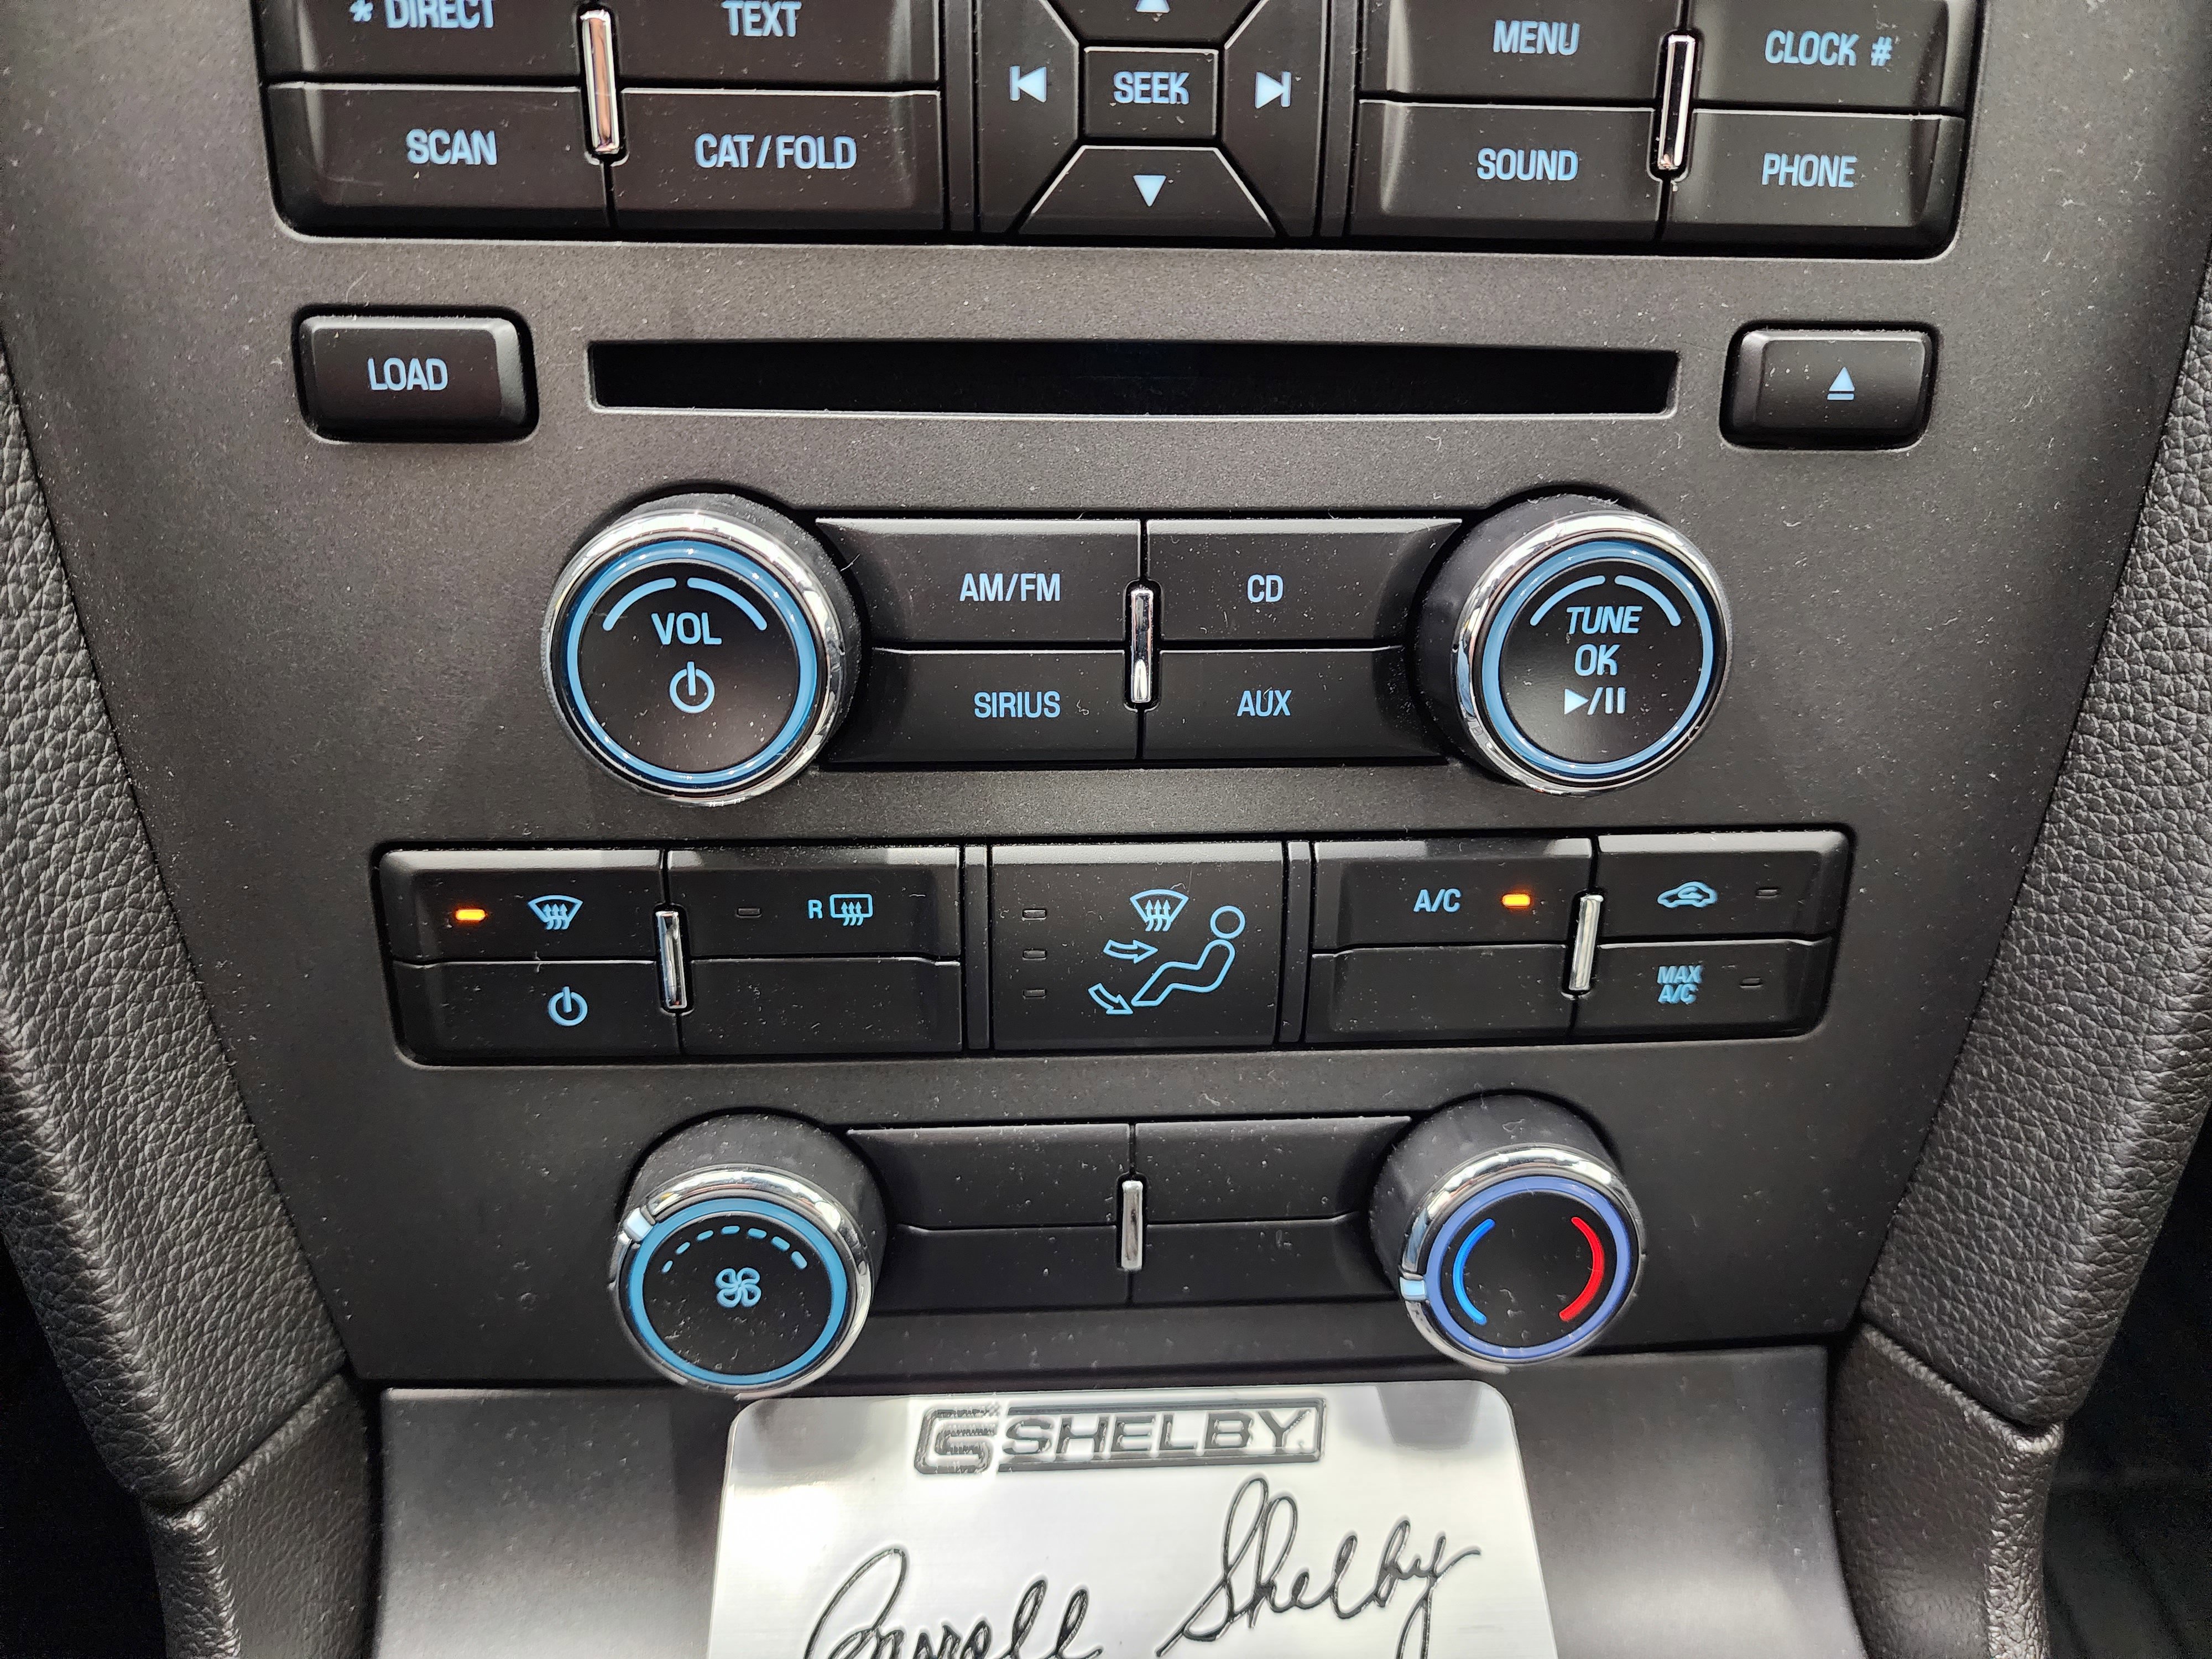 * DIRECT
TEXT
MENU
CLOCK #
SEEK
SCAN
CAT/FOLD
SOUND
PHONE
LOAD
AM/FM
CD
VOL
TUNE
OK
SIRIUS
AUX
R
A/C
MAX
A/C
CS SHELBY
Carroll Shelby